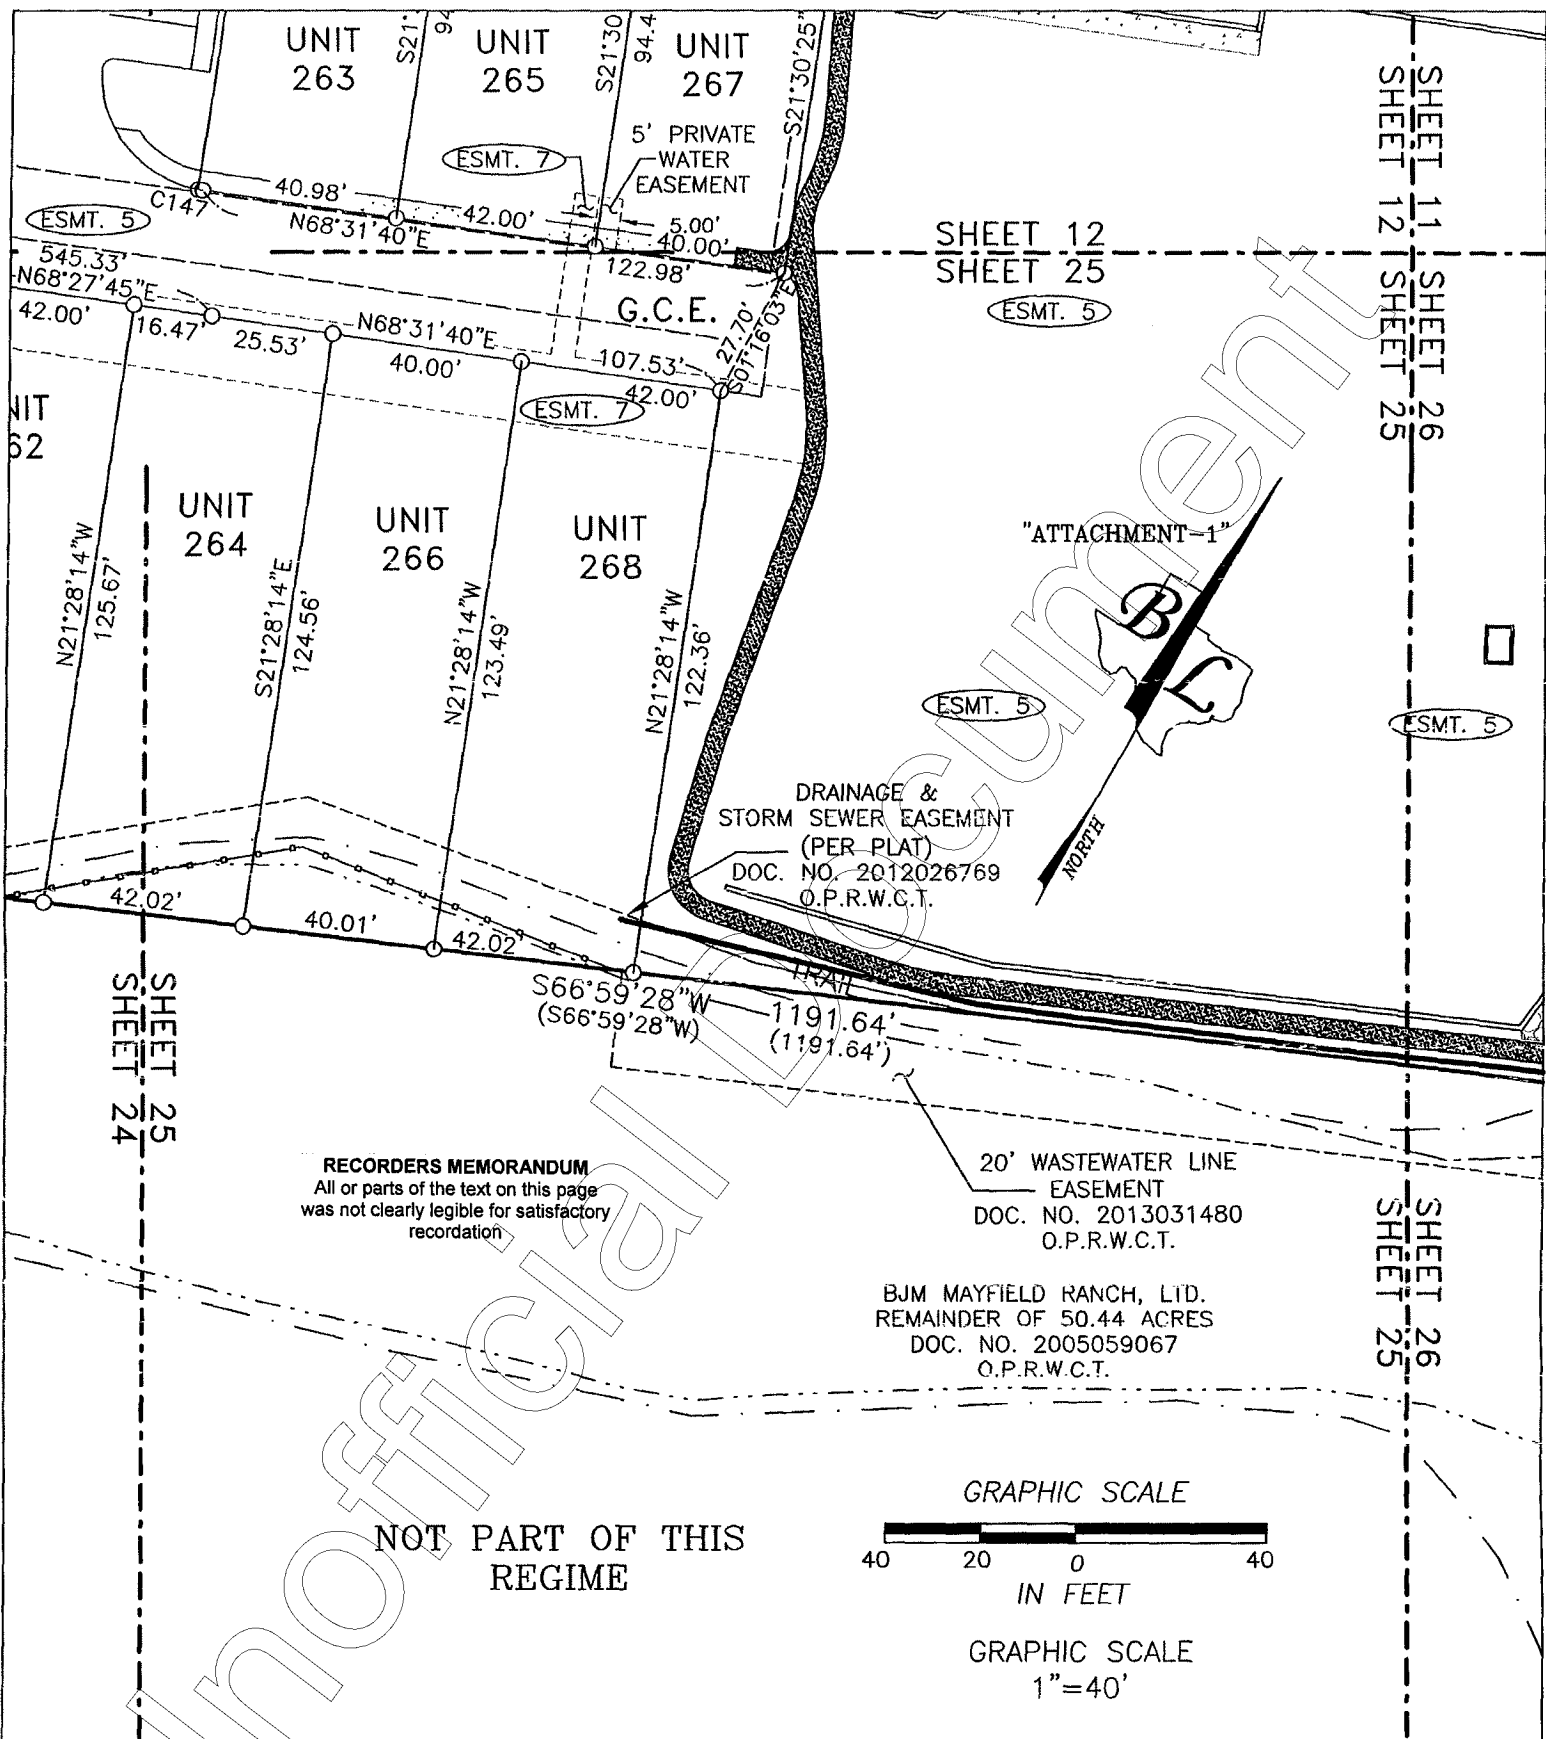 UNIT
263
UNIT
265
UNIT
267
S21°
94
S21°30
94.4
S21°30'25"
5' PRIVATE
WATER
EASEMENT
ESMT. 7
ESMT. 5
C147
40.98'
N68°31'40"E
42.00'
5.00'
40.00'
122.98'
G.C.E.
545.33'
N68°27'45"E
42.00'
16.47'
25.53'
N68°31'40"E
40.00'
107.53'
42.00'
27.70'
S01°16'03"E
ESMT. 7
SHEET 12
SHEET 25
SHEET 11
SHEET 12
SHEET 26
SHEET 25
ESMT. 5
NIT
62
UNIT
264
UNIT
266
UNIT
268
N21°28'14"W
125.67'
S21°28'14"E
124.56'
N21°28'14"W
123.49'
N21°28'14"W
122.36'
"ATTACHMENT-1"
B
L
NORTH
ESMT. 5
ESMT. 5
DRAINAGE &
STORM SEWER EASEMENT
(PER PLAT)
DOC. NO. 2012026769
O.P.R.W.C.T.
42.02'
40.01'
42.02'
TRAIL
S66°59'28"W
(S66°59'28"W)
1191.64'
(1191.64')
SHEET 25
SHEET 24
RECORDERS MEMORANDUM
All or parts of the text on this page
was not clearly legible for satisfactory
recordation
20' WASTEWATER LINE
EASEMENT
DOC. NO. 2013031480
O.P.R.W.C.T.
SHEET 26
SHEET 25
BJM MAYFIELD RANCH, LTD.
REMAINDER OF 50.44 ACRES
DOC. NO. 2005059067
O.P.R.W.C.T.
NOT PART OF THIS
REGIME
GRAPHIC SCALE
40 20 0 40
IN FEET
GRAPHIC SCALE
1"=40'
Unofficial Document